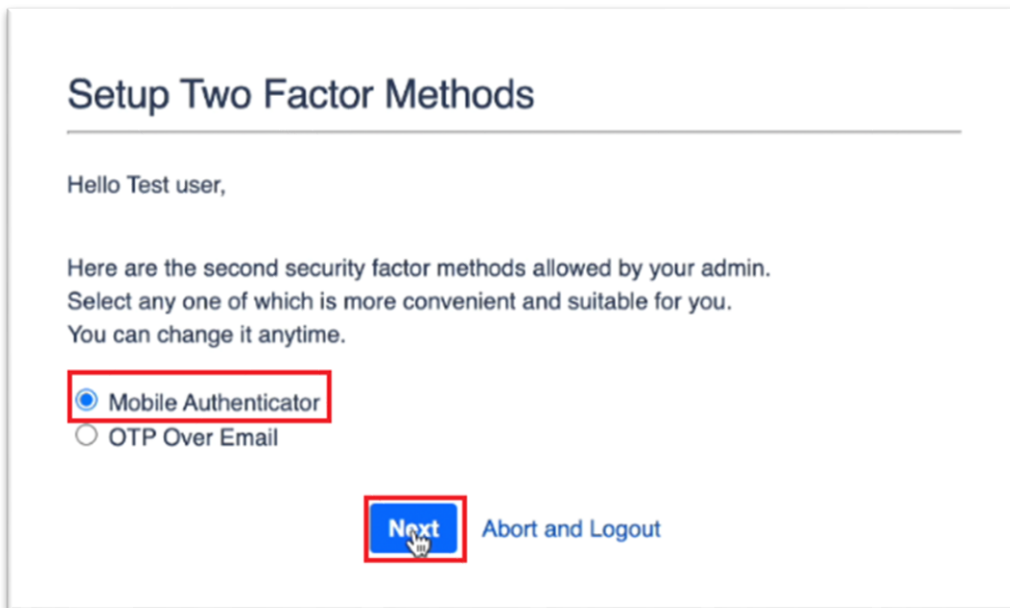 Setup Two Factor Methods
Hello Test user,
Here are the second security factor methods allowed by your admin.
Select any one of which is more convenient and suitable for you.
You can change it anytime.
Mobile Authenticator
OTP Over Email
Next Abort and Logout